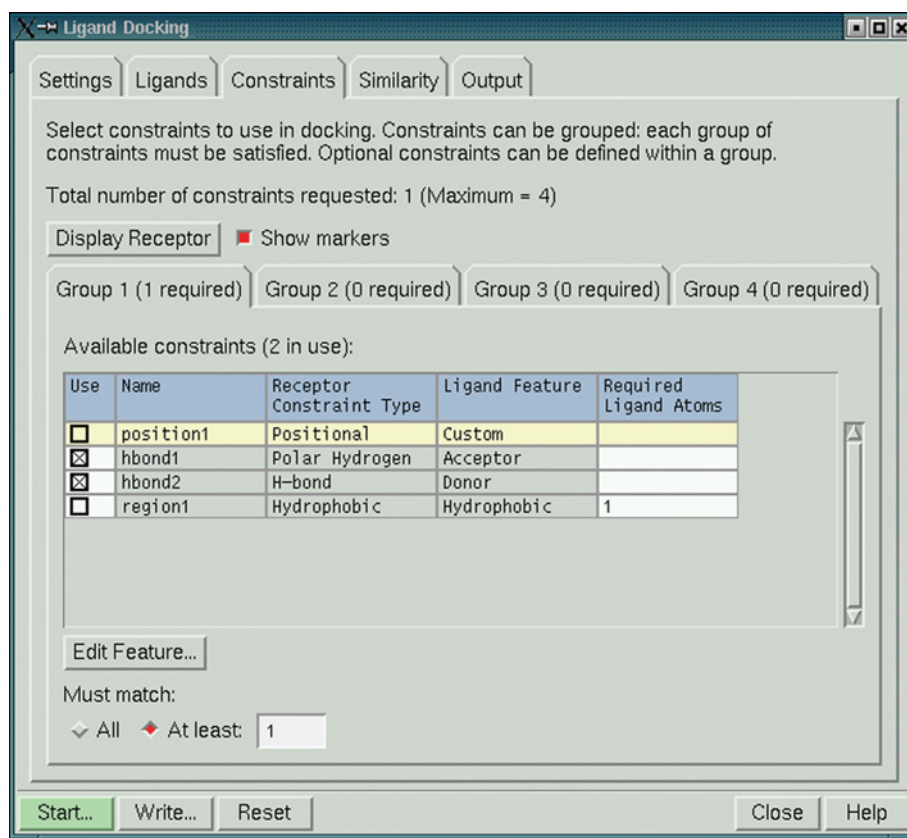 Ligand Docking
Settings Ligands Constraints Similarity Output
Select constraints to use in docking. Constraints can be grouped: each group of
constraints must be satisfied. Optional constraints can be defined within a group.
Total number of constraints requested: 1 (Maximum = 4)
Display Receptor Show markers
Group 1 (1 required) Group 2 (0 required) Group 3 (0 required) Group 4 (0 required)
Available constraints (2 in use):
Use Name Receptor Constraint Type Ligand Feature Required Ligand Atoms
position1 Positional Custom
hbond1 Polar Hydrogen Acceptor
hbond2 H-bond Donor
region1 Hydrophobic Hydrophobic 1
Edit Feature...
Must match:
All At least: 1
Start... Write... Reset Close Help